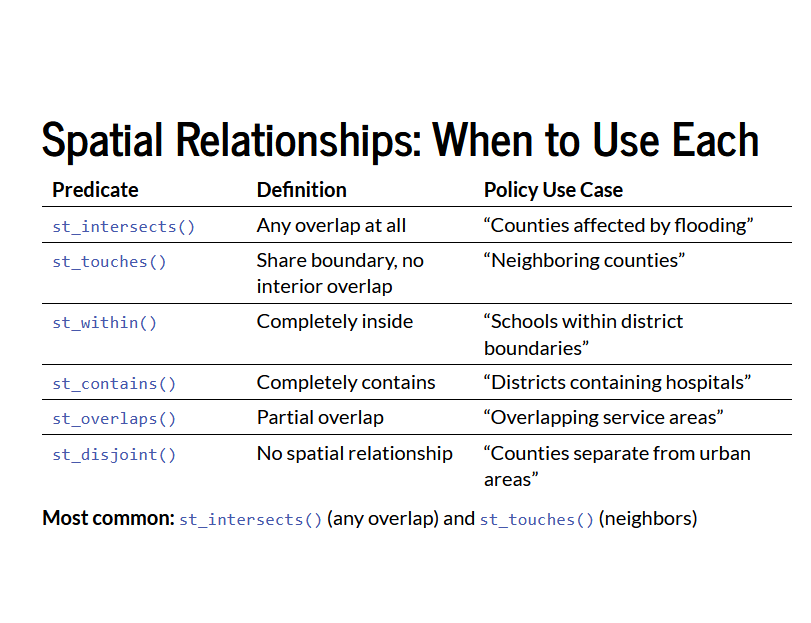 Spatial Relationships: When to Use Each
Predicate Definition Policy Use Case
st_intersects() Any overlap at all “Counties affected by flooding”
st_touches() Share boundary, no “Neighboring counties”
interior overlap
st_within() Completely inside “Schools within district
boundaries”
st_contains() Completely contains “Districts containing hospitals”
st_overlaps() Partial overlap “Overlapping service areas”
st_disjoint() No spatial relationship “Counties separate from urban
areas”
Most common: st_intersects() (any overlap) and st_touches() (neighbors)